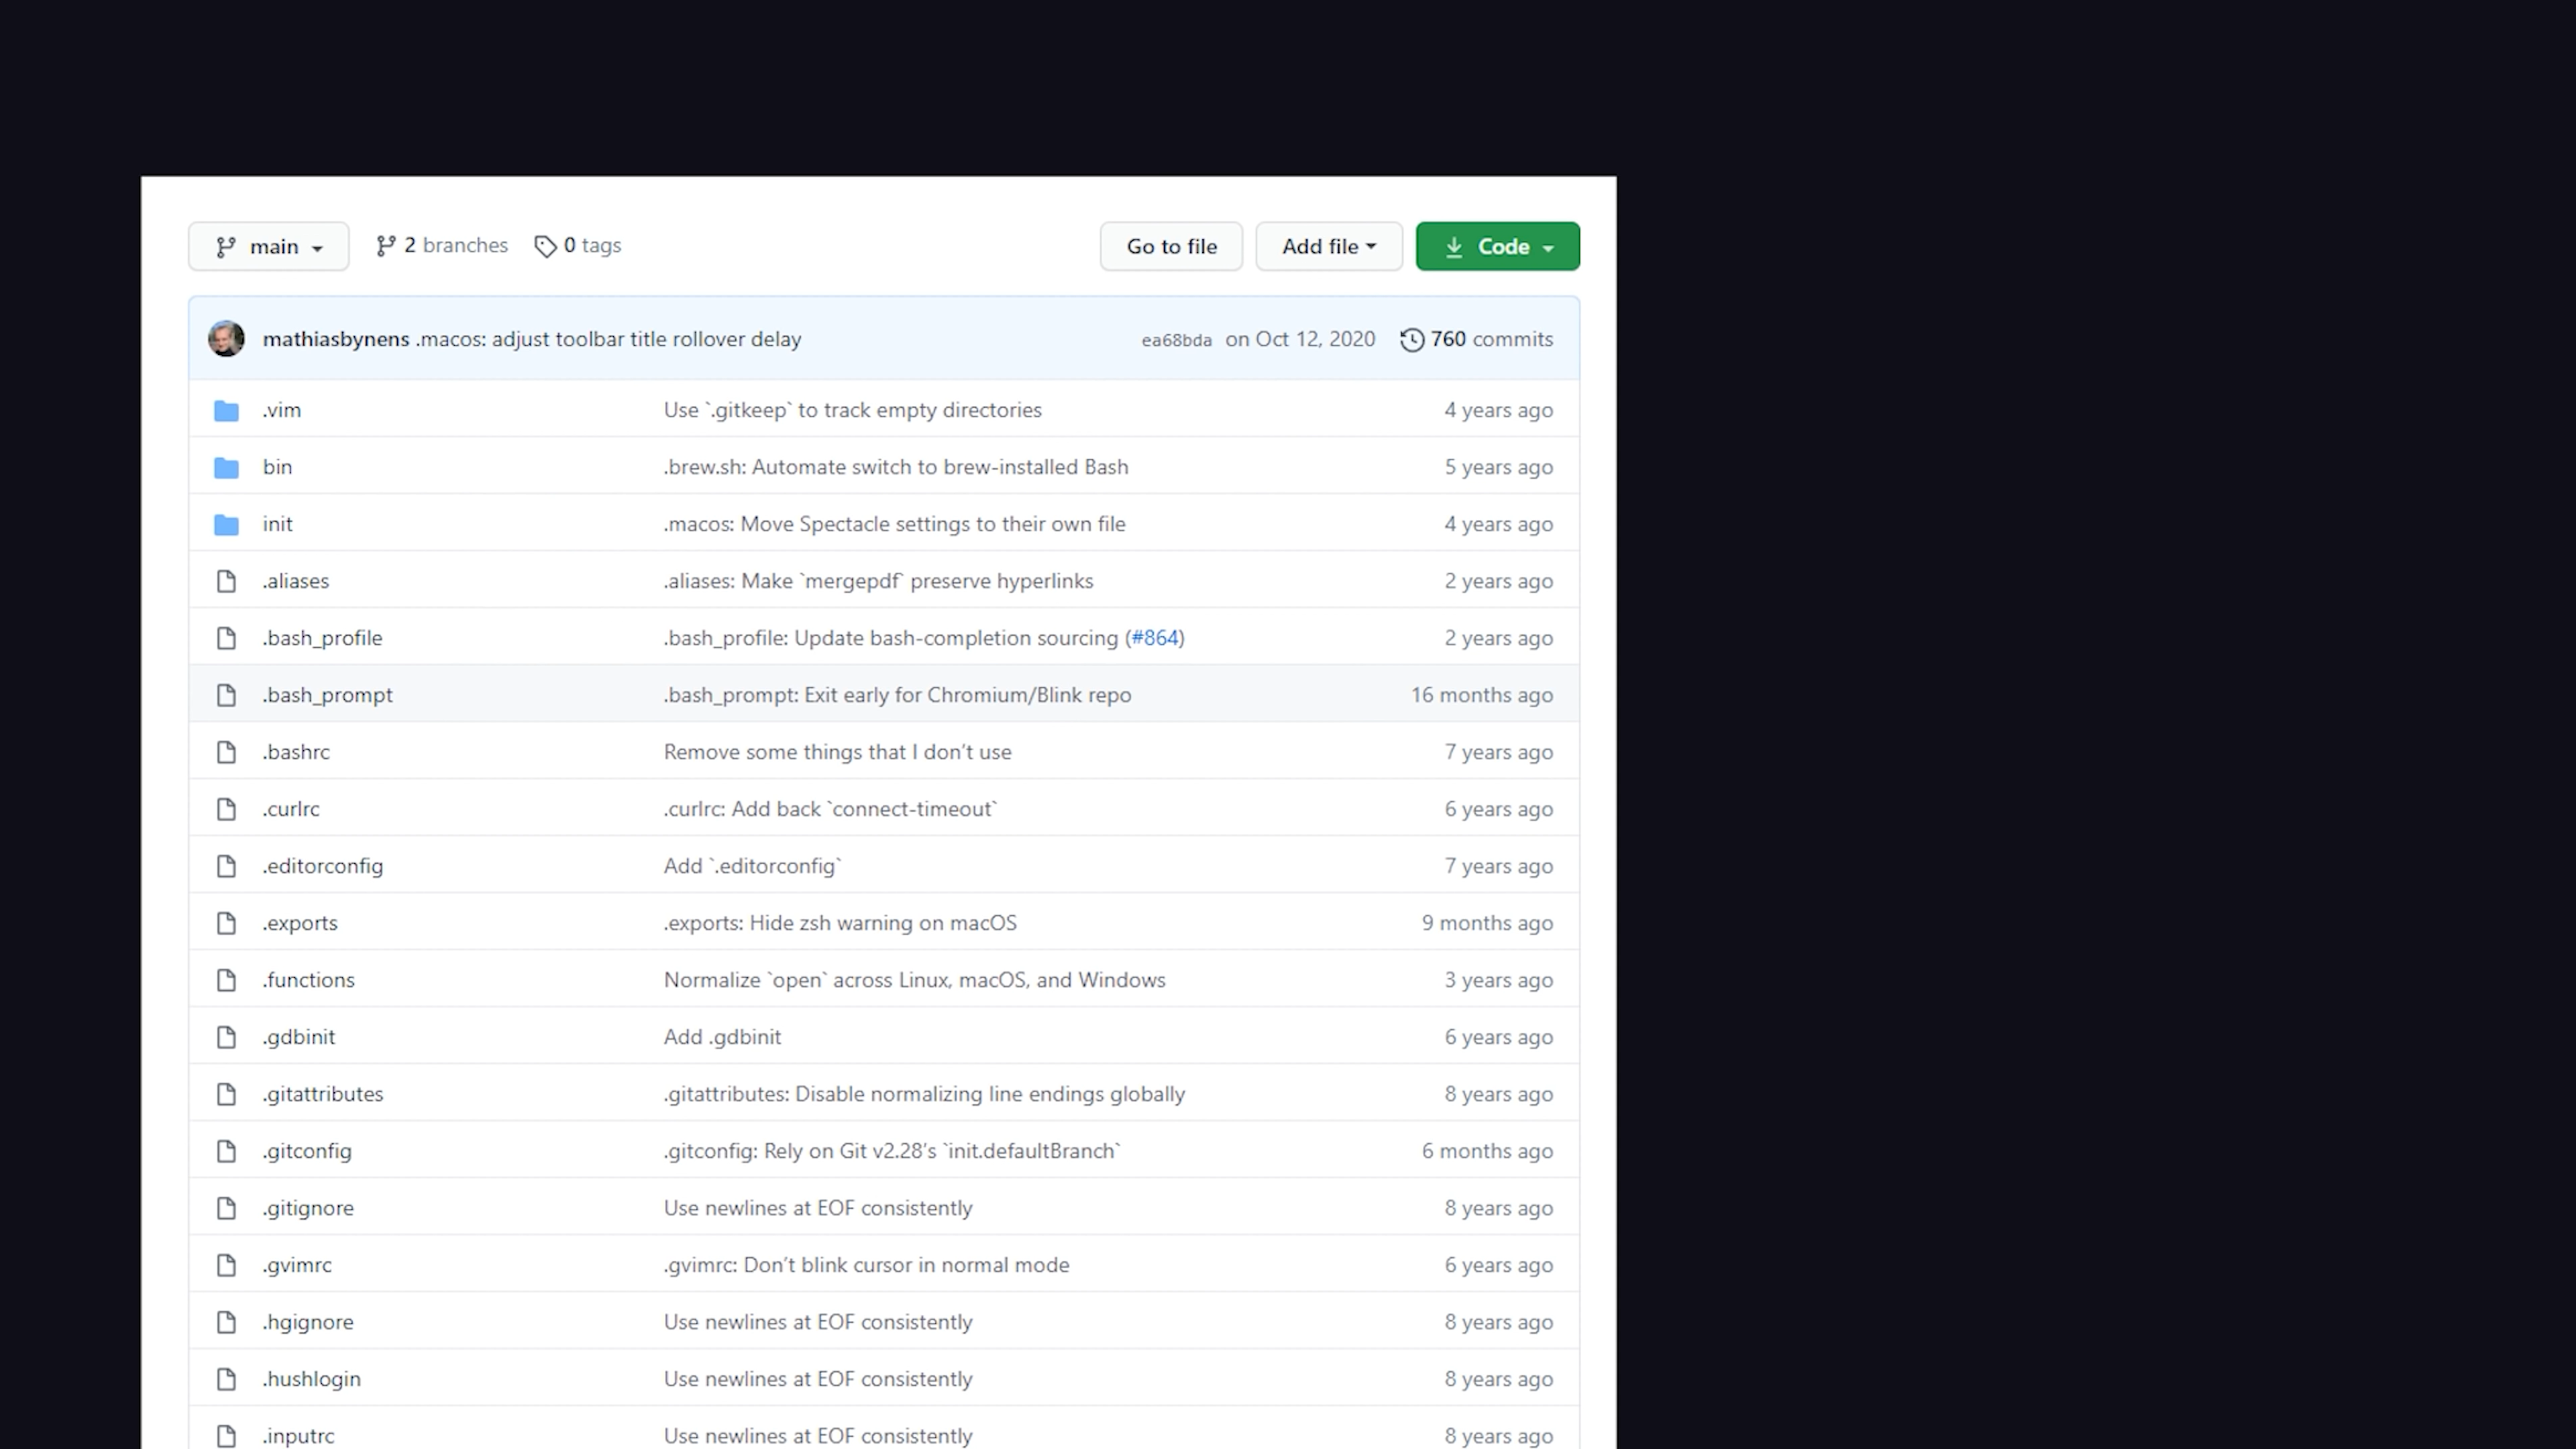 main 2 branches 0 tags Go to file Add file Code
mathiasbynens .macos: adjust toolbar title rollover delay ea68bda on Oct 12, 2020 760 commits
.vim Use `.gitkeep` to track empty directories 4 years ago
bin .brew.sh: Automate switch to brew-installed Bash 5 years ago
init .macos: Move Spectacle settings to their own file 4 years ago
.aliases .aliases: Make `mergepdf` preserve hyperlinks 2 years ago
.bash_profile .bash_profile: Update bash-completion sourcing (#864) 2 years ago
.bash_prompt .bash_prompt: Exit early for Chromium/Blink repo 16 months ago
.bashrc Remove some things that I don’t use 7 years ago
.curlrc .curlrc: Add back `connect-timeout` 6 years ago
.editorconfig Add `.editorconfig` 7 years ago
.exports .exports: Hide zsh warning on macOS 9 months ago
.functions Normalize `open` across Linux, macOS, and Windows 3 years ago
.gdbinit Add .gdbinit 6 years ago
.gitattributes .gitattributes: Disable normalizing line endings globally 8 years ago
.gitconfig .gitconfig: Rely on Git v2.28’s `init.defaultBranch` 6 months ago
.gitignore Use newlines at EOF consistently 8 years ago
.gvimrc .gvimrc: Don’t blink cursor in normal mode 6 years ago
.hgignore Use newlines at EOF consistently 8 years ago
.hushlogin Use newlines at EOF consistently 8 years ago
.inputrc Use newlines at EOF consistently 8 years ago